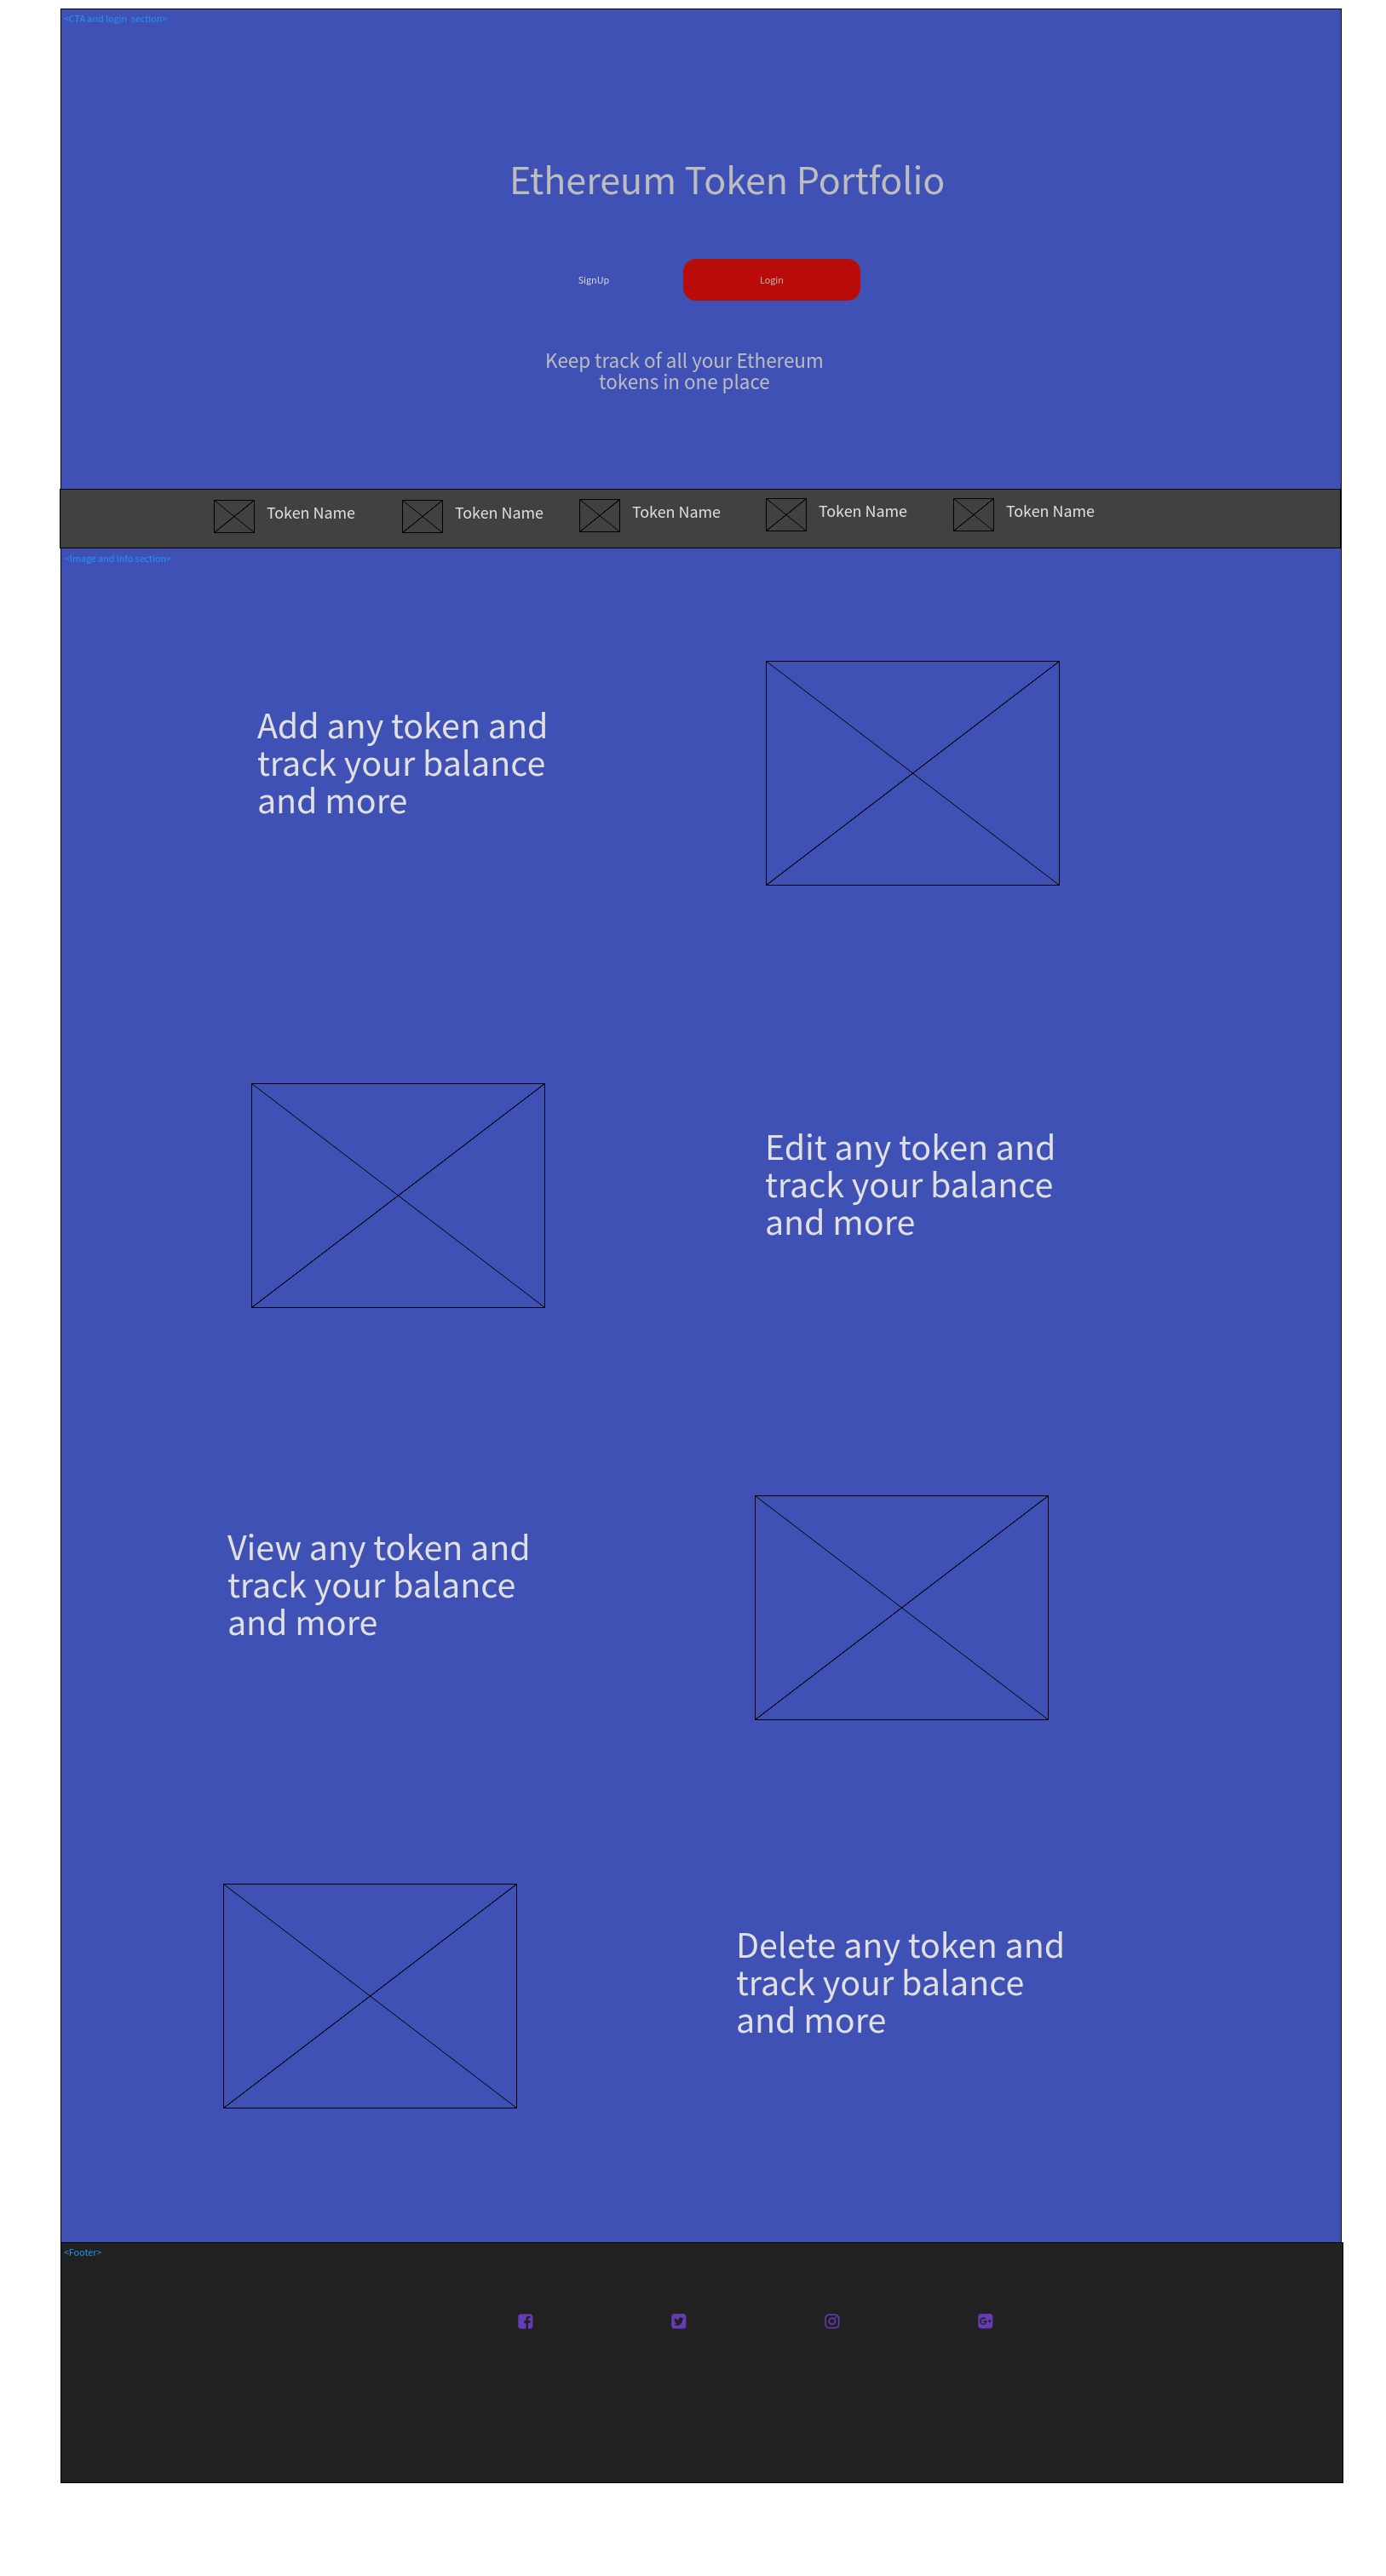 <CTA and login  section>
Ethereum Token Portfolio
SignUp
Login
Keep track of all your Ethereum
tokens in one place
Token Name
Token Name
Token Name
Token Name
Token Name
<Image and info section>
Add any token and
track your balance
and more
Edit any token and
track your balance
and more
View any token and
track your balance
and more
Delete any token and
track your balance
and more
<Footer>